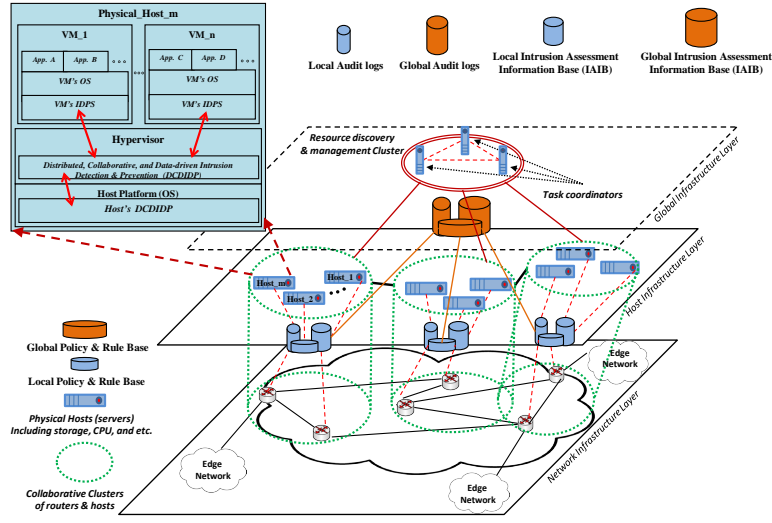 Physical_Host_m
VM_1
VM_n
App. A
App. B
° ° °
App. C
App. D
° ° °
VM's OS
...
VM's OS
VM's IDPS
VM's IDPS
Hypervisor
Distributed, Collaborative, and Data-driven Intrusion
Detection & Prevention (DCDIDP)
Host Platform (OS)
Host's DCDIDP
Local Audit logs
Global Audit logs
Local Intrusion Assessment
Information Base (IAIB)
Global Intrusion Assessment
Information Base (IAIB)
Resource discovery
& management Cluster
Task coordinators
Global Infrastructure Layer
Host_m
Host_2
...
Host_1
Host Infrastructure Layer
Global Policy & Rule Base
Local Policy & Rule Base
Physical Hosts (servers)
Including storage, CPU, and etc.
Collaborative Clusters
of routers & hosts
Edge
Network
Edge
Network
Edge
Network
Network Infrastructure Layer